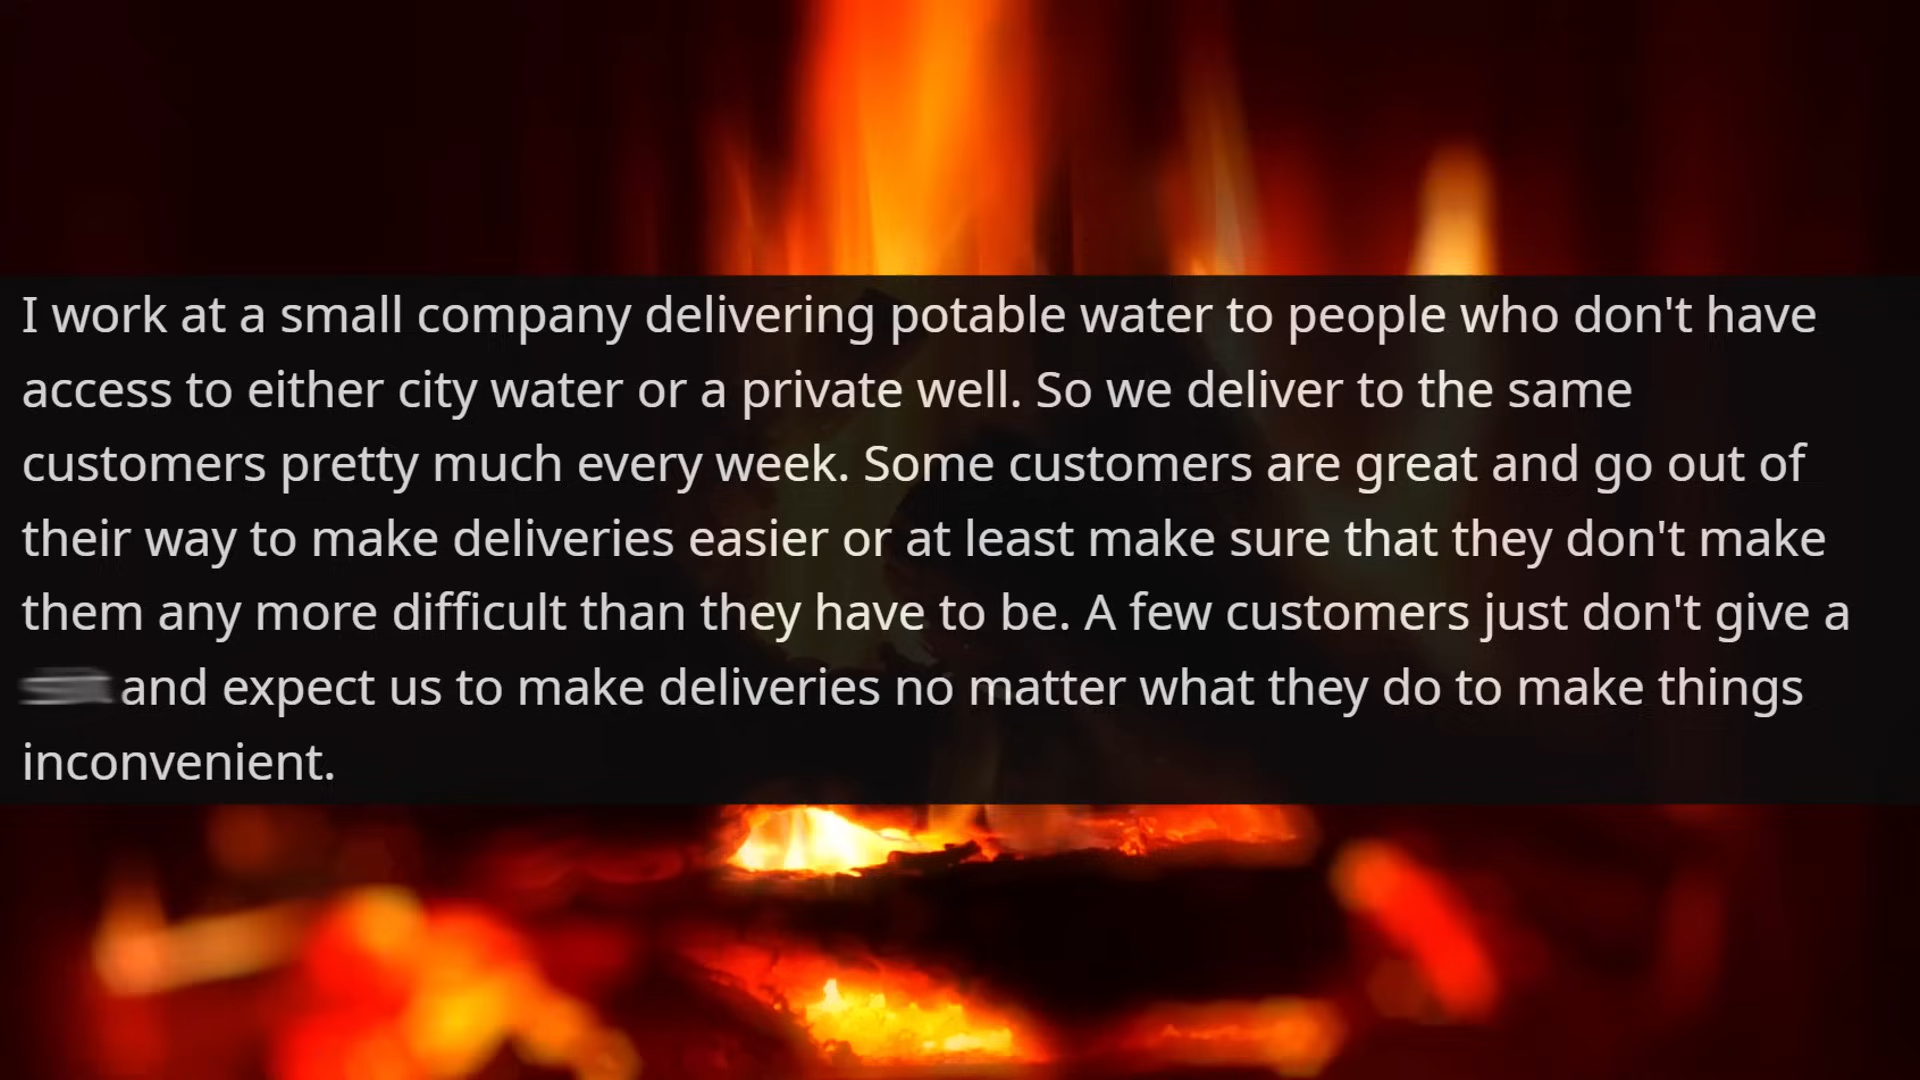 I work at a small company delivering potable water to people who don't have
access to either city water or a private well. So we deliver to the same
customers pretty much every week. Some customers are great and go out of
their way to make deliveries easier or at least make sure that they don't make
them any more difficult than they have to be. A few customers just don't give a
and expect us to make deliveries no matter what they do to make things
inconvenient.